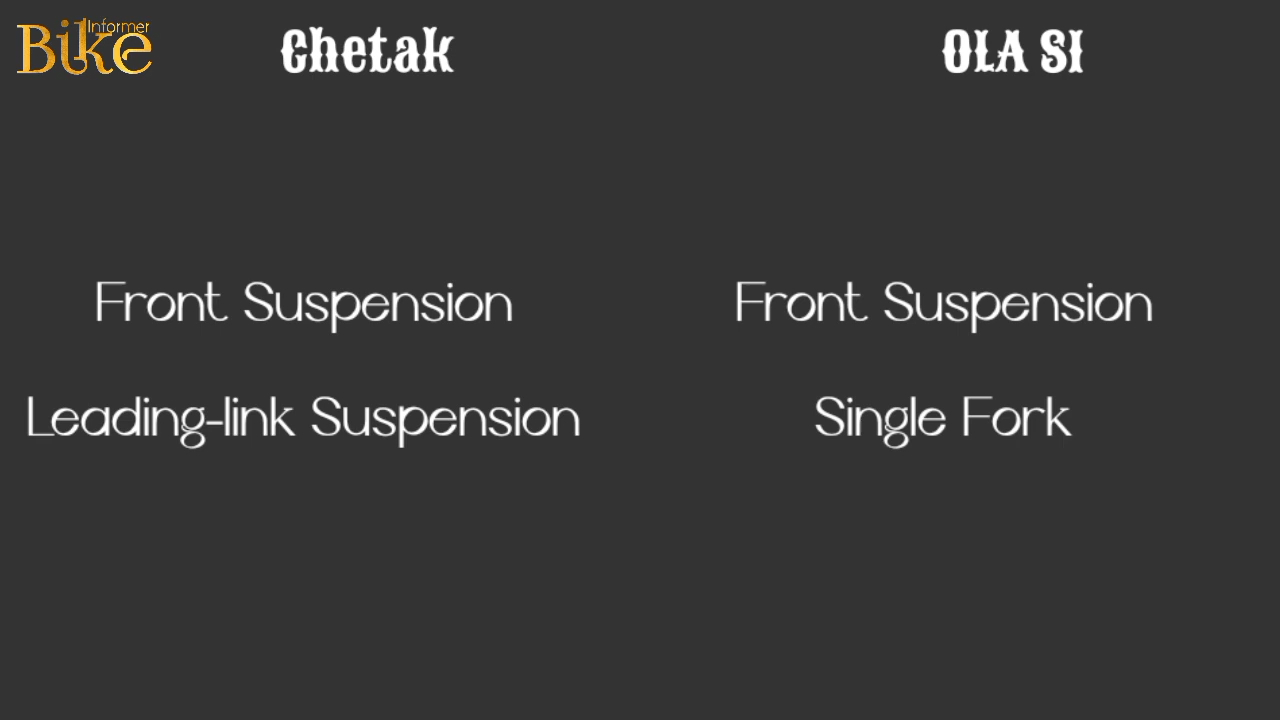 Bike Informer
Chetak
OLA S1
Front Suspension
Front Suspension
Leading-link Suspension
Single Fork